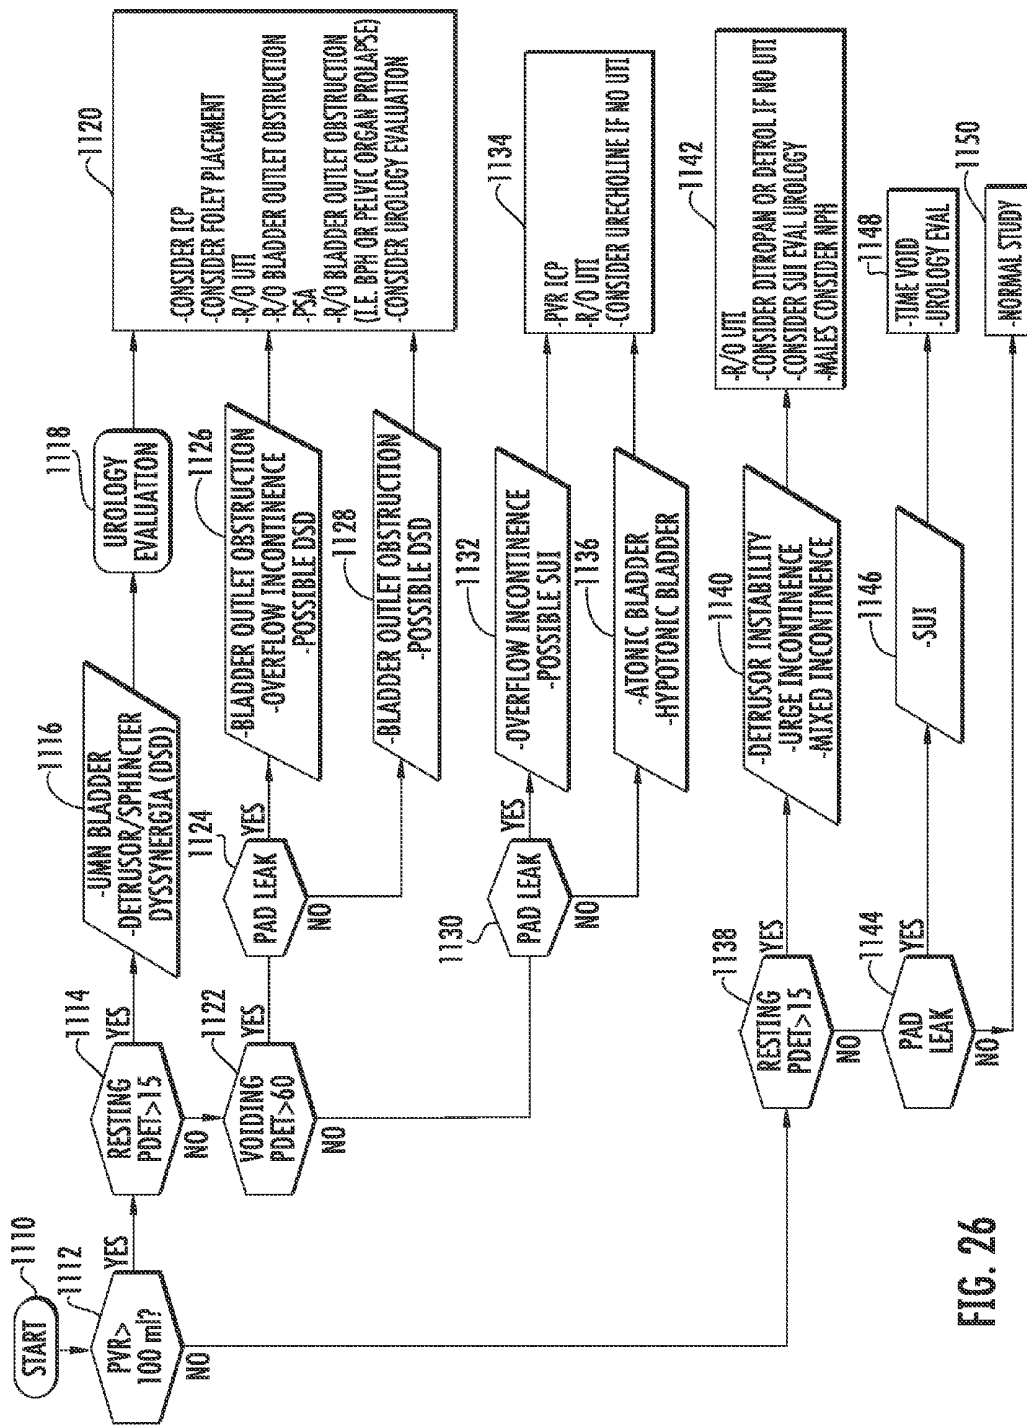 1110
START
1112
PVR>
100 ml?
YES
NO
1114
RESTING
PDET>15
YES
NO
1116
-UMN BLADDER
-DETRUSOR/SPHINCTER
DYSSYNERGIA (DSD)
1118
UROLOGY
EVALUATION
1120
-CONSIDER ICP
-CONSIDER FOLEY PLACEMENT
-R/O UTI
-R/O BLADDER OUTLET OBSTRUCTION
-PSA
-R/O BLADDER OUTLET OBSTRUCTION
(I.E. BPH OR PELVIC ORGAN PROLAPSE)
-CONSIDER UROLOGY EVALUATION
1122
VOIDING
PDET>60
YES
NO
1124
PAD LEAK
YES
NO
1126
-BLADDER OUTLET OBSTRUCTION
-OVERFLOW INCONTINENCE
-POSSIBLE DSD
1128
-BLADDER OUTLET OBSTRUCTION
-POSSIBLE DSD
1130
PAD LEAK
YES
NO
1132
-OVERFLOW INCONTINENCE
-POSSIBLE SUI
1134
-PVR ICP
-R/O UTI
-CONSIDER URECHOLINE IF NO UTI
1136
-ATONIC BLADDER
-HYPOTONIC BLADDER
1138
RESTING
PDET>15
YES
NO
1140
-DETRUSOR INSTABILITY
-URGE INCONTINENCE
-MIXED INCONTINENCE
1142
-R/O UTI
-CONSIDER DITROPAN OR DETROL IF NO UTI
-CONSIDER SUI EVAL UROLOGY
-MALES CONSIDER NPH
1144
PAD
LEAK
YES
NO
1146
-SUI
1148
-TIME VOID
-UROLOGY EVAL
1150
-NORMAL STUDY
FIG. 26